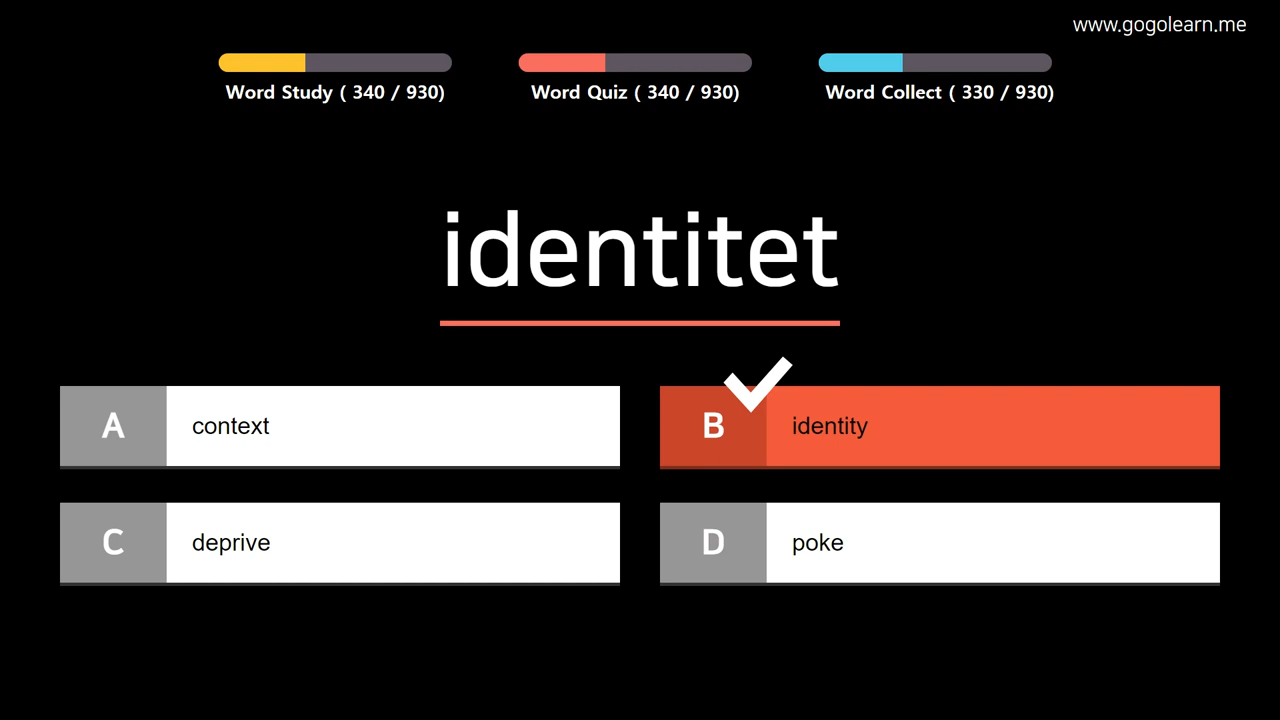 www.gogolearn.me
Word Study ( 340 / 930)
Word Quiz ( 340 / 930)
Word Collect ( 330 / 930)
identitet
A context
B identity
C deprive
D poke